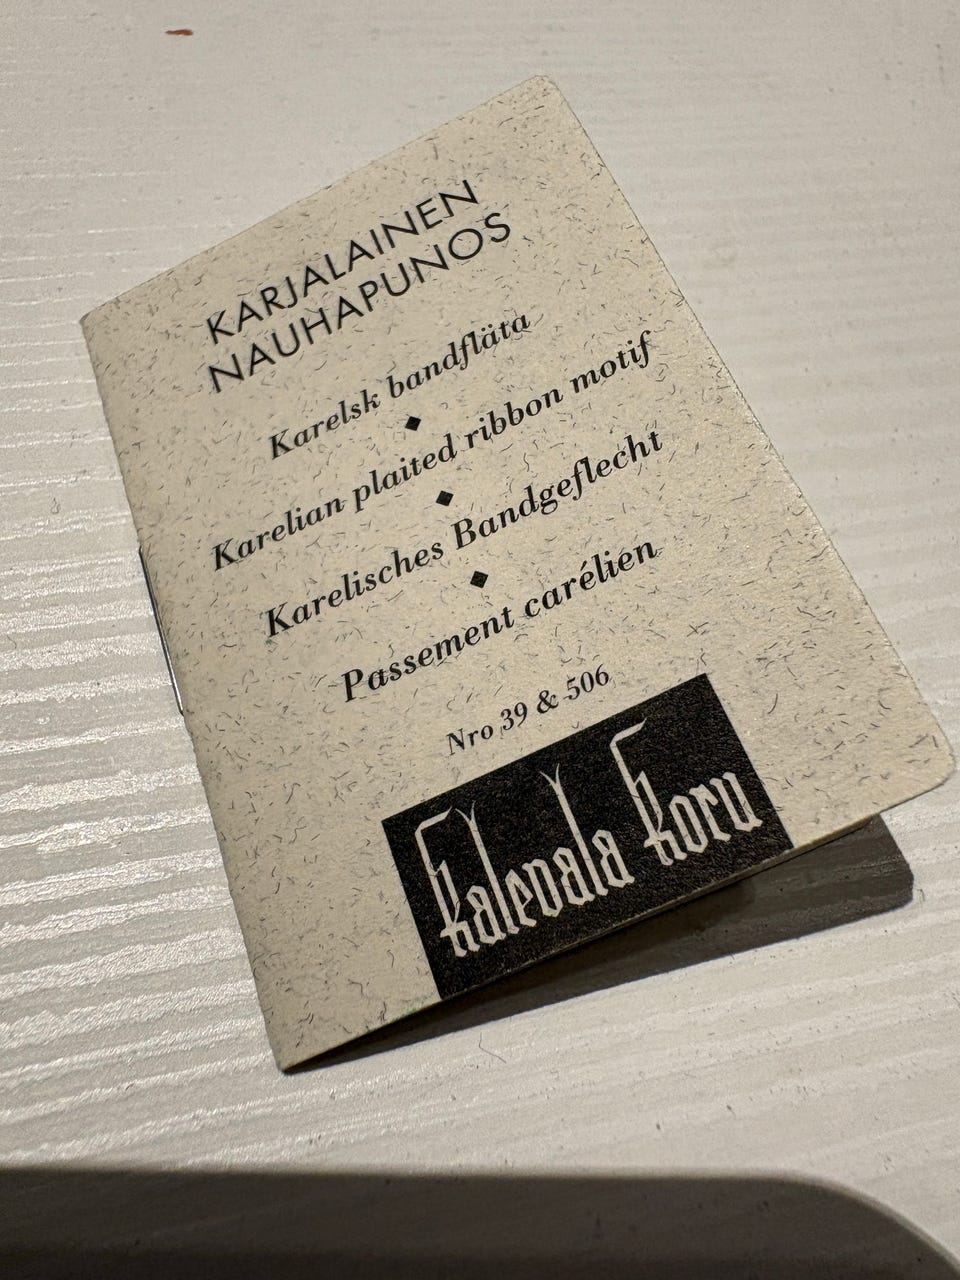 KARJALAINEN
NAUHAPUNOS
Karelsk bandfläta
Karelian plaited ribbon motif
Karelisches Bandgeflecht
Passement carélien
Nro 39 & 506
Kalevala Koru